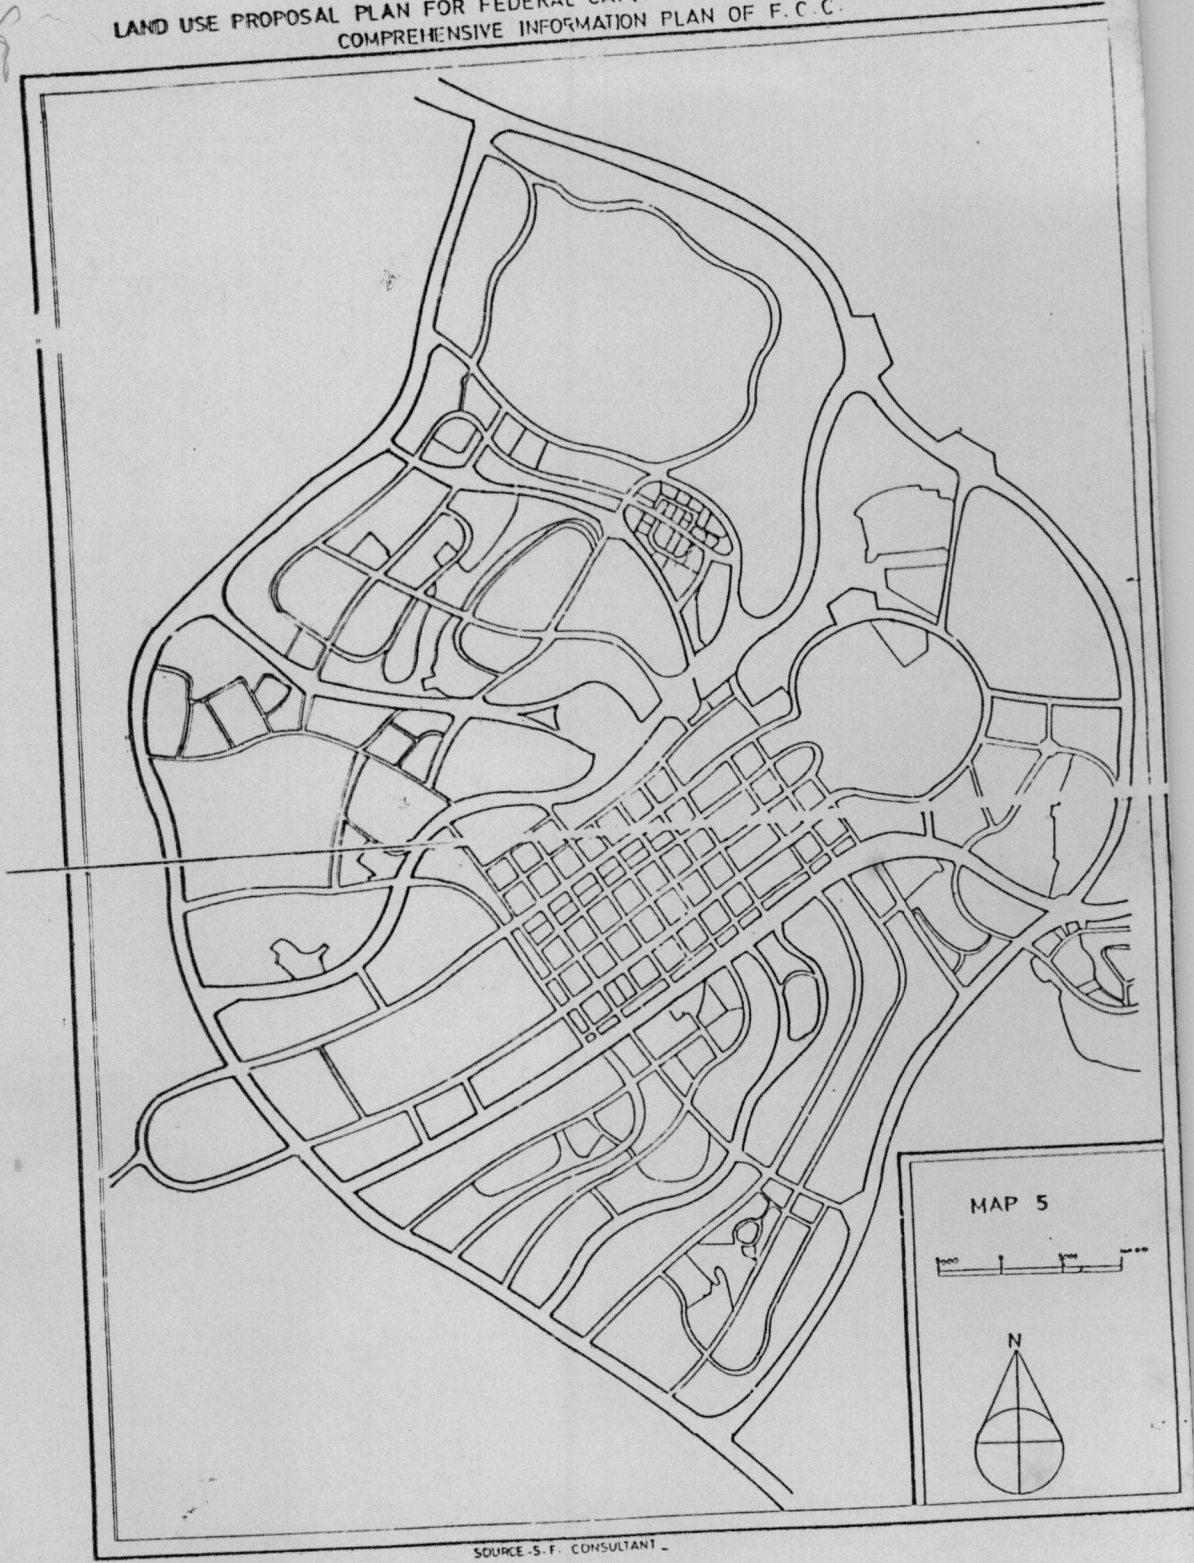 LAND USE PROPOSAL PLAN FOR FEDERAL
COMPREHENSIVE INFORMATION PLAN OF F.C.C.
MAP 5
N
SOURCE-S.F. CONSULTANT-